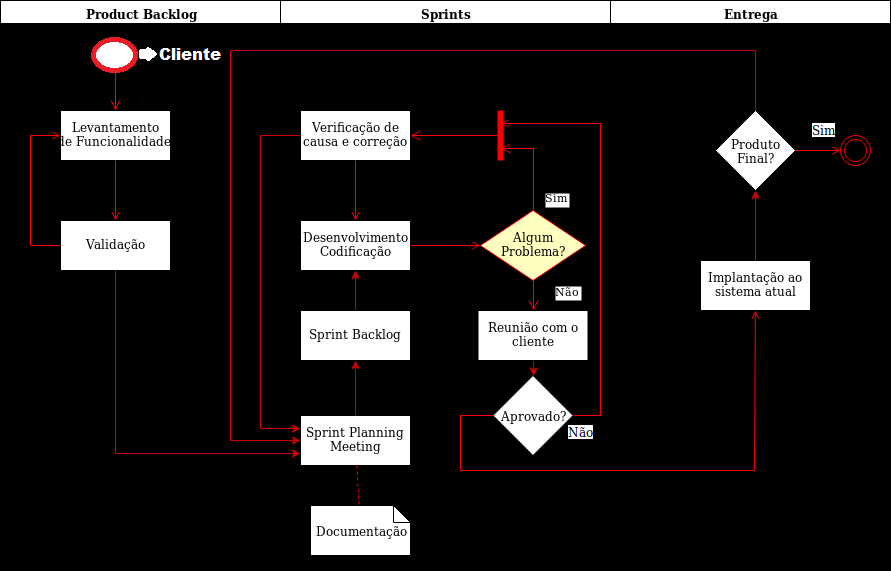 Product Backlog
Sprints
Entrega
Cliente
Levantamento
de Funcionalidade
Validação
Verificação de
causa e correção
Desenvolvimento
Codificação
Sprint Backlog
Sprint Planning
Meeting
Documentação
Sim
Algum
Problema?
Não
Reunião com o
cliente
Aprovado?
Não
Produto
Final?
Sim
Implantação ao
sistema atual